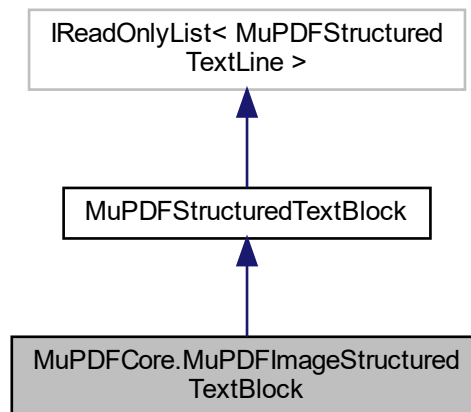 IReadOnlyList< MuPDFStructured
TextLine >
MuPDFStructuredTextBlock
MuPDFCore.MuPDFImageStructured
TextBlock